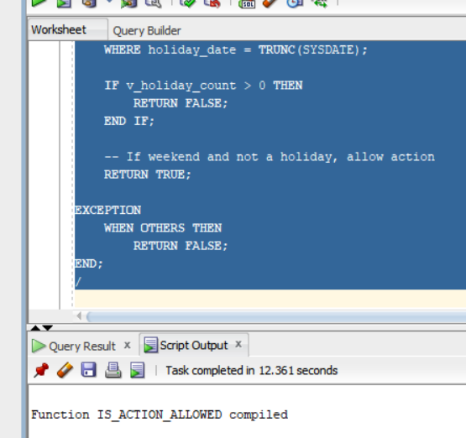 Worksheet Query Builder
WHERE holiday_date = TRUNC(SYSDATE);
IF v_holiday_count > 0 THEN
RETURN FALSE;
END IF;
-- If weekend and not a holiday, allow action
RETURN TRUE;
EXCEPTION
WHEN OTHERS THEN
RETURN FALSE;
END;
/
Query Result x Script Output x
Task completed in 12.361 seconds
Function IS_ACTION_ALLOWED compiled